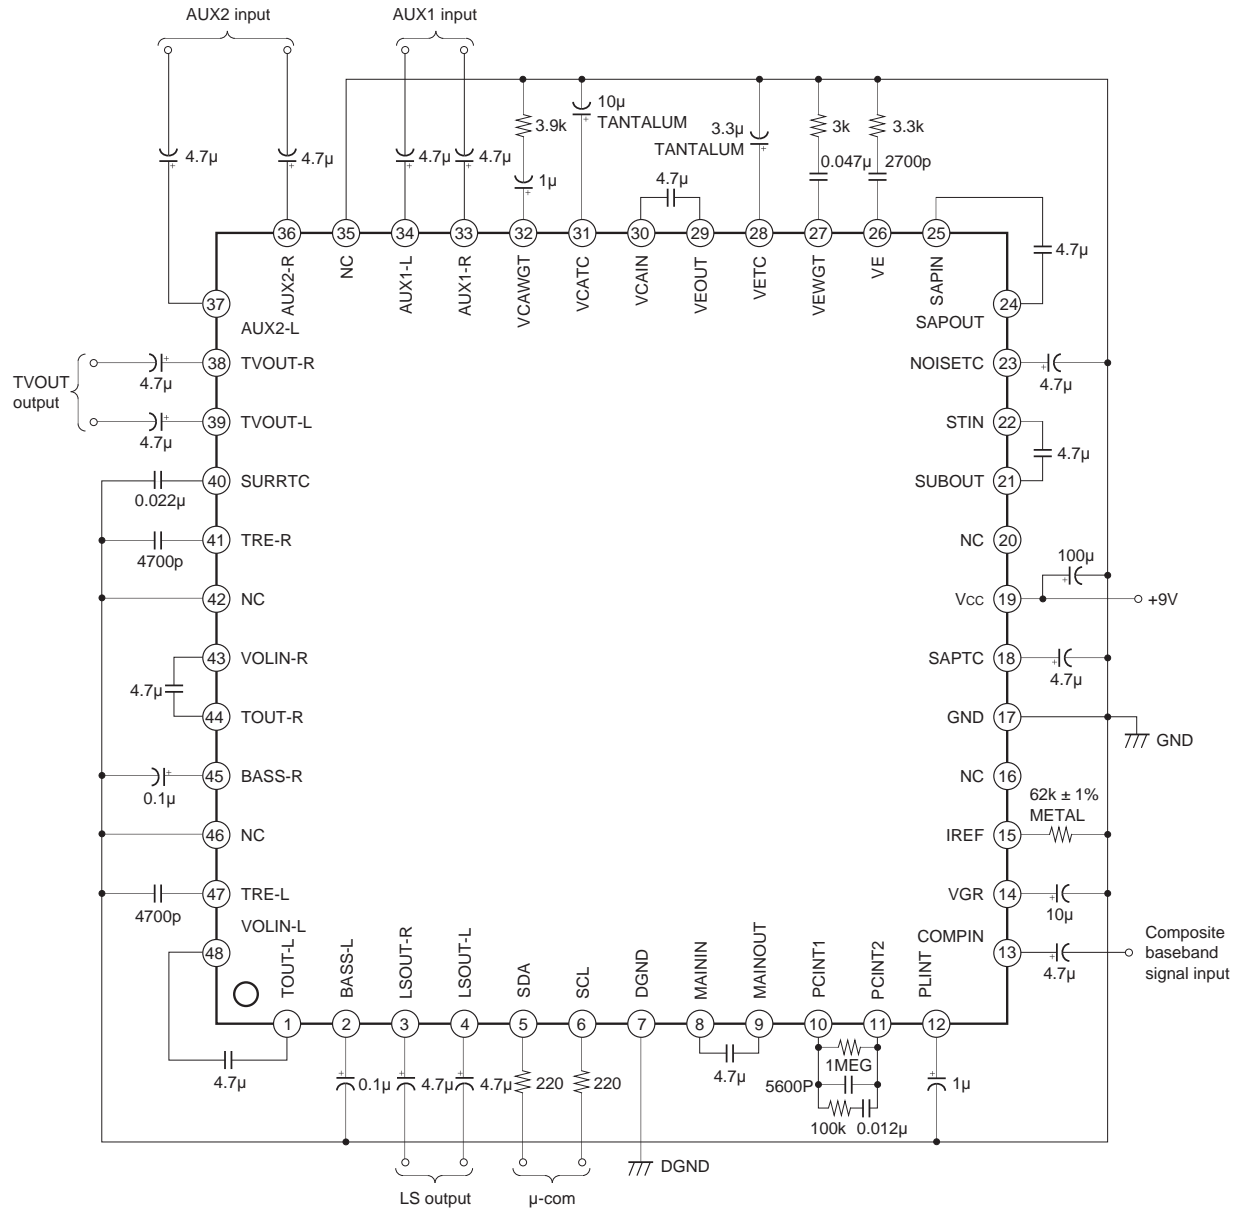 AUX2 input
AUX1 input
10µ
TANTALUM
3.9k
3.3µ
TANTALUM
3k
3.3k
4.7µ
4.7µ
4.7µ
4.7µ
1µ
4.7µ
0.047µ
2700p
4.7µ
36
35
34
33
32
31
30
29
28
27
26
25
AUX2-R
NC
AUX1-L
AUX1-R
VCAWGT
VCATC
VCAIN
VEOUT
VETC
VEWGT
VE
SAPIN
37
AUX2-L
24
SAPOUT
TVOUT
output
4.7µ
38
TVOUT-R
NOISETC
23
4.7µ
4.7µ
39
TVOUT-L
STIN
22
4.7µ
0.022µ
40
SURRTC
SUBOUT
21
4700p
41
TRE-R
NC
20
100µ
42
NC
VCC
19
+9V
43
VOLIN-R
SAPTC
18
4.7µ
4.7µ
44
TOUT-R
GND
17
GND
0.1µ
45
BASS-R
NC
16
62k ± 1%
METAL
46
NC
IREF
15
4700p
47
TRE-L
VGR
14
10µ
VOLIN-L
48
COMPIN
13
4.7µ
Composite
baseband
signal input
TOUT-L
BASS-L
LSOUT-R
LSOUT-L
SDA
SCL
DGND
MAININ
MAINOUT
PCINT1
PCINT2
PLINT
1
2
3
4
5
6
7
8
9
10
11
12
4.7µ
0.1µ
4.7µ
4.7µ
220
220
4.7µ
1MEG
5600P
100k
0.012µ
1µ
DGND
LS output
µ-com